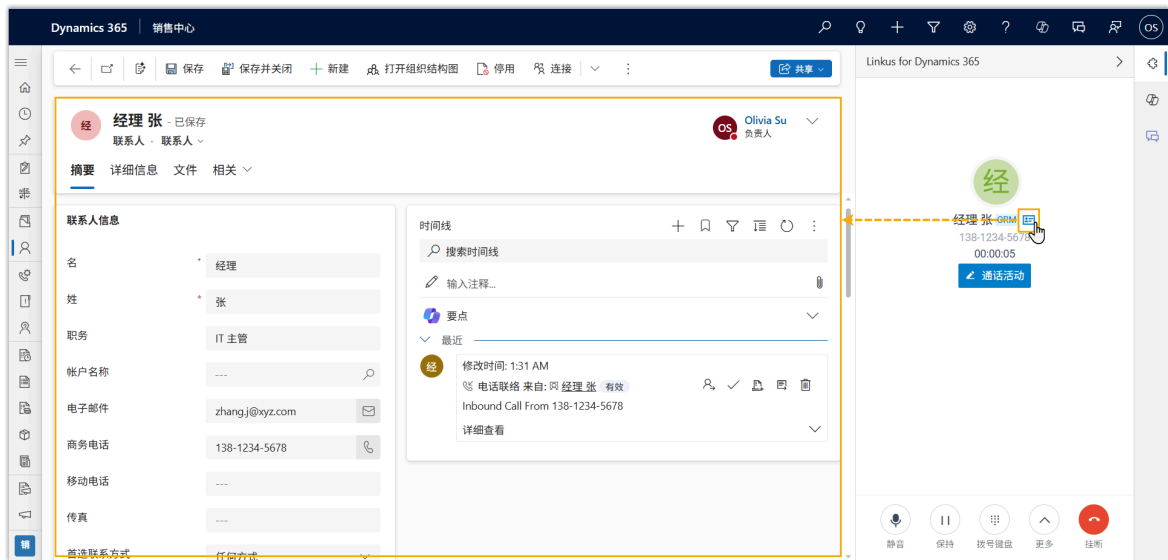 Dynamics 365 销售中心
OS
保存 保存并关闭 新建 打开组织结构图 停用 连接 共享
Linkus for Dynamics 365
经
经理 张 - 已保存
联系人 · 联系人
OS
Olivia Su
负责人
摘要 详细信息 文件 相关
联系人信息
名 * 经理
姓 * 张
职务 IT 主管
帐户名称 ---
电子邮件 zhang.j@xyz.com
商务电话 138-1234-5678
移动电话 ---
传真 ---
首选联系方式 任何方式
时间线
搜索时间线
输入注释...
要点
最近
经
修改时间: 1:31 AM
电话联络 来自: 经理 张 有效
Inbound Call From 138-1234-5678
详细查看
经
经理 张 CRM
138-1234-5678
00:00:05
通话活动
静音 保持 拨号键盘 更多 挂断
销